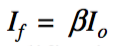 I_f = βI_o